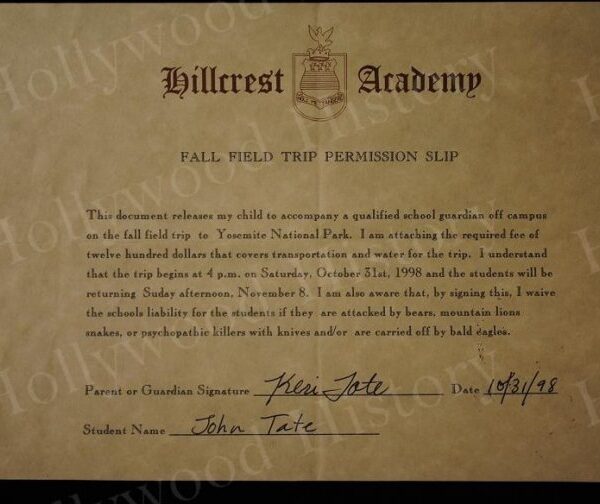 Hillcrest Academy
FALL FIELD TRIP PERMISSION SLIP
This document releases my child to accompany a qualified school guardian off campus
on the fall field trip to Yosemite National Park. I am attaching the required fee of
twelve hundred dollars that covers transportation and water for the trip. I understand
that the trip begins at 4 p.m. on Saturday, October 31st, 1998 and the students will be
returning Suday afternoon, November 8. I am also aware that, by signing this, I waive
the schools liability for the students if they are attacked by bears, mountain lions
snakes, or psychopathic killers with knives and/or are carried off by bald eagles.
Parent or Guardian Signature Keri Tate Date 10/31/98
Student Name John Tate
Hollywood History